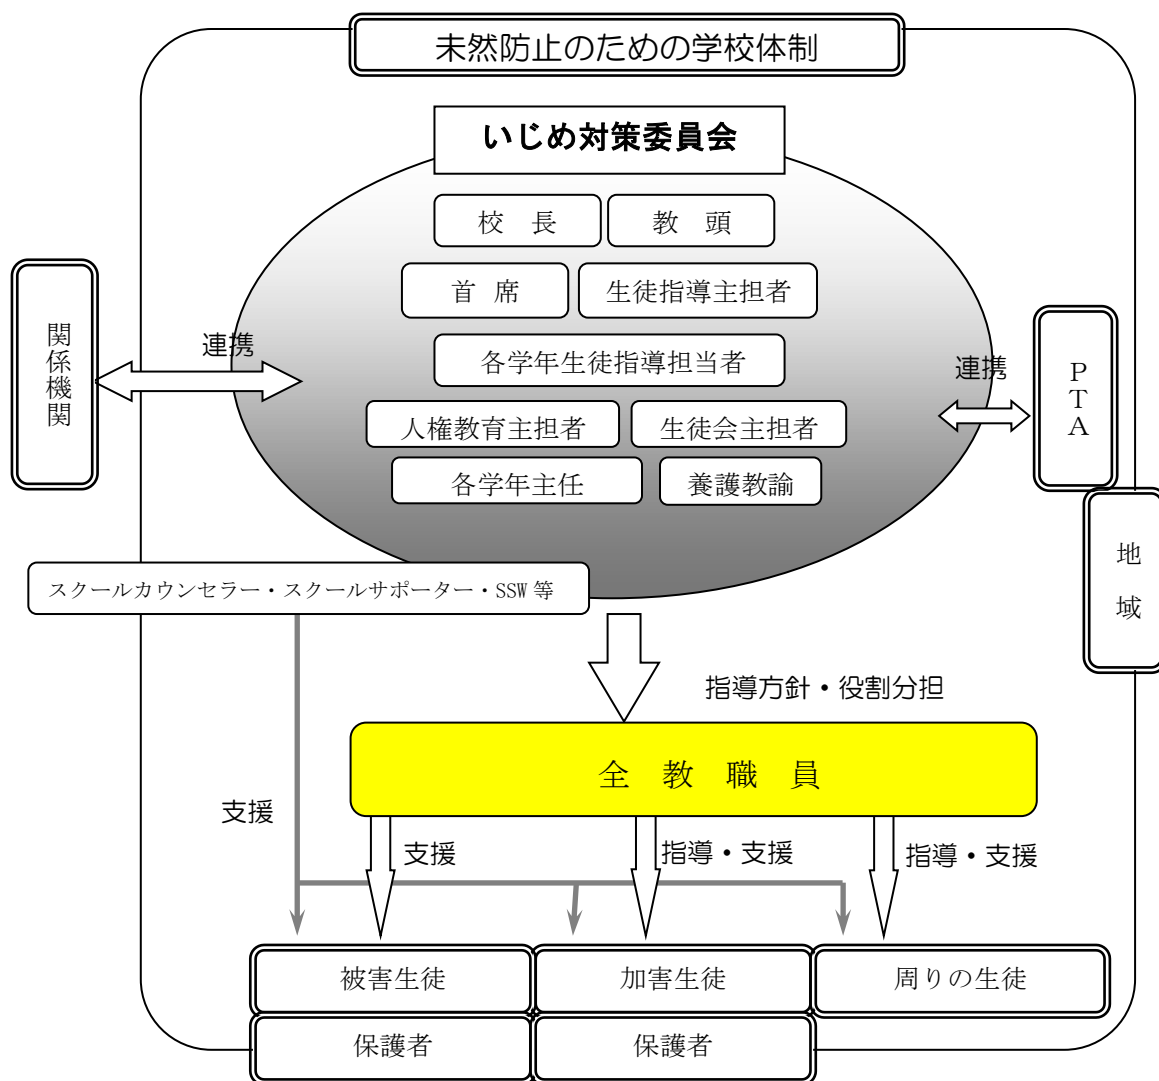 未然防止のための学校体制
いじめ対策委員会
校 長
教 頭
首 席
生徒指導主担者
各学年生徒指導担当者
人権教育主担者
生徒会主担者
各学年主任
養護教諭
関係機関
連携
連携
PTA
地域
スクールカウンセラー・スクールサポーター・SSW 等
指導方針・役割分担
全 教 職 員
支援
支援
指導・支援
指導・支援
被害生徒
加害生徒
周りの生徒
保護者
保護者